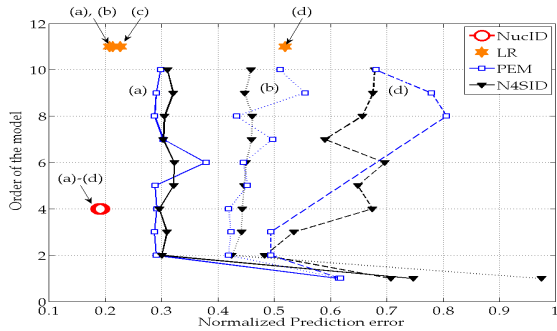 (a), (b)
(c)
(d)
12
10
8
6
4
2
0
Order of the model
(a)
(b)
(d)
(a)-(d)
NucID
LR
PEM
N4SID
0.1
0.2
0.3
0.4
0.5
0.6
0.7
0.8
0.9
1
Normalized Prediction error